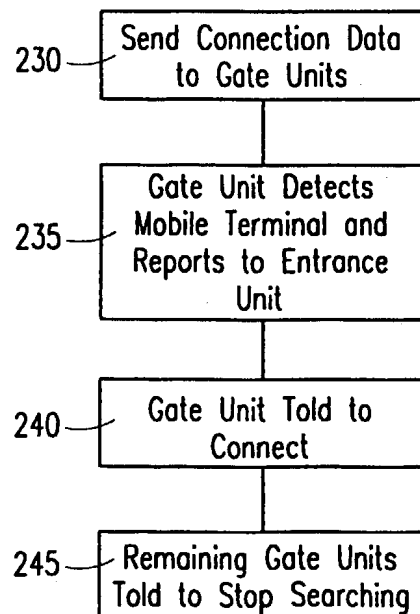 230
Send Connection Data
to Gate Units
235
Gate Unit Detects
Mobile Terminal and
Reports to Entrance
Unit
240
Gate Unit Told to
Connect
245
Remaining Gate Units
Told to Stop Searching